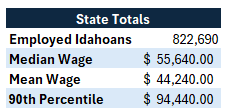 State Totals
Employed Idahoans 822,690
Median Wage $ 55,640.00
Mean Wage $ 44,240.00
90th Percentile $ 94,440.00